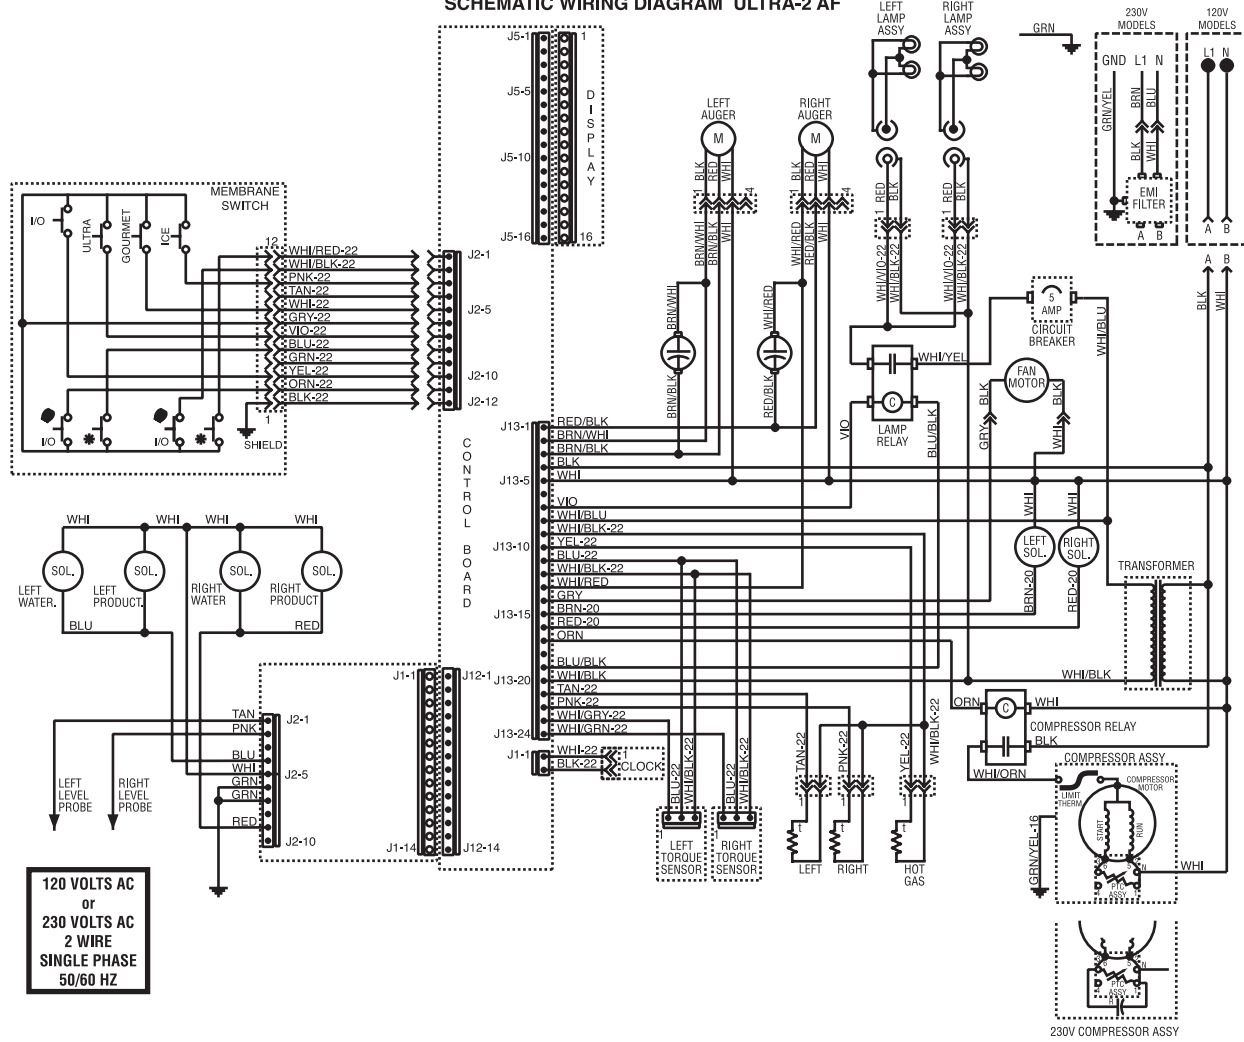 SCHEMATIC WIRING DIAGRAM ULTRA-2 AF
LEFT LAMP ASSY
RIGHT LAMP ASSY
GRN
230V MODELS
120V MODELS
GND L1 N
L1 N
GRN/YEL
BRN
BLU
BLK
WHI
EMI FILTER
A B
A B
A B
BLK
WHI
J5-1
J5-5
J5-10
J5-16
1
16
DISPLAY
LEFT AUGER
RIGHT AUGER
M
M
BLK
RED
WHI
BLK
RED
WHI
1
4
1
4
BRN/WHI
BRN/BLK
WHI
WHI/RED
RED/BLK
WHI
BRN/WHI
WHI/RED
BRN/BLK
RED/BLK
1 RED
BLK
1 RED
BLK
WHI/VIO-22
WHI/BLK-22
WHI/VIO-22
WHI/BLK-22
MEMBRANE SWITCH
I/O
ULTRA
GOURMET
ICE
I/O
I/O
12
1
SHIELD
WHI/RED-22
WHI/BLK-22
PNK-22
TAN-22
WHI-22
GRY-22
VIO-22
BLU-22
GRN-22
YEL-22
ORN-22
BLK-22
J2-1
J2-5
J2-10
J2-12
CONTROL BOARD
5 AMP
CIRCUIT BREAKER
WHI/BLU
WHI/YEL
C
LAMP RELAY
VIO
BLU/BLK
FAN MOTOR
BLK
BLK
GRY
WHI
J13-1
J13-5
J13-10
J13-15
J13-20
J13-24
RED/BLK
BRN/WHI
BRN/BLK
BLK
WHI
VIO
WHI/BLU
WHI/BLK-22
YEL-22
BLU-22
WHI/BLK-22
WHI/RED
GRY
BRN-20
RED-20
ORN
BLU/BLK
WHI/BLK
TAN-22
PNK-22
WHI/GRY-22
WHI/GRN-22
J1-1
WHI-22
BLK-22
1
CLOCK
WHI
WHI
LEFT SOL.
RIGHT SOL.
BRN-20
RED-20
TRANSFORMER
WHI/BLK
WHI
WHI
WHI
WHI
SOL.
SOL.
SOL.
SOL.
LEFT WATER.
LEFT PRODUCT.
RIGHT WATER
RIGHT PRODUCT
BLU
RED
J1-1
J12-1
J1-14
J12-14
TAN
PNK
BLU
WHI
GRN
GRN
RED
J2-1
J2-5
J2-10
LEFT LEVEL PROBE
RIGHT LEVEL PROBE
BLU-22
WHI/BLK-22
BLU-22
WHI/BLK-22
1
1
LEFT TORQUE SENSOR
RIGHT TORQUE SENSOR
TAN-22
PNK-22
YEL-22
WHI/BLK-22
1
1
1
t
t
t
LEFT
RIGHT
HOT GAS
ORN
C
WHI
COMPRESSOR RELAY
BLK
WHI/ORN
COMPRESSOR ASSY
LIMIT THERM
COMPRESSOR MOTOR
START
RUN
GRN/YEL-16
PTC ASSY
WHI
PTC ASSY
230V COMPRESSOR ASSY
120 VOLTS AC
or
230 VOLTS AC
2 WIRE
SINGLE PHASE
50/60 HZ